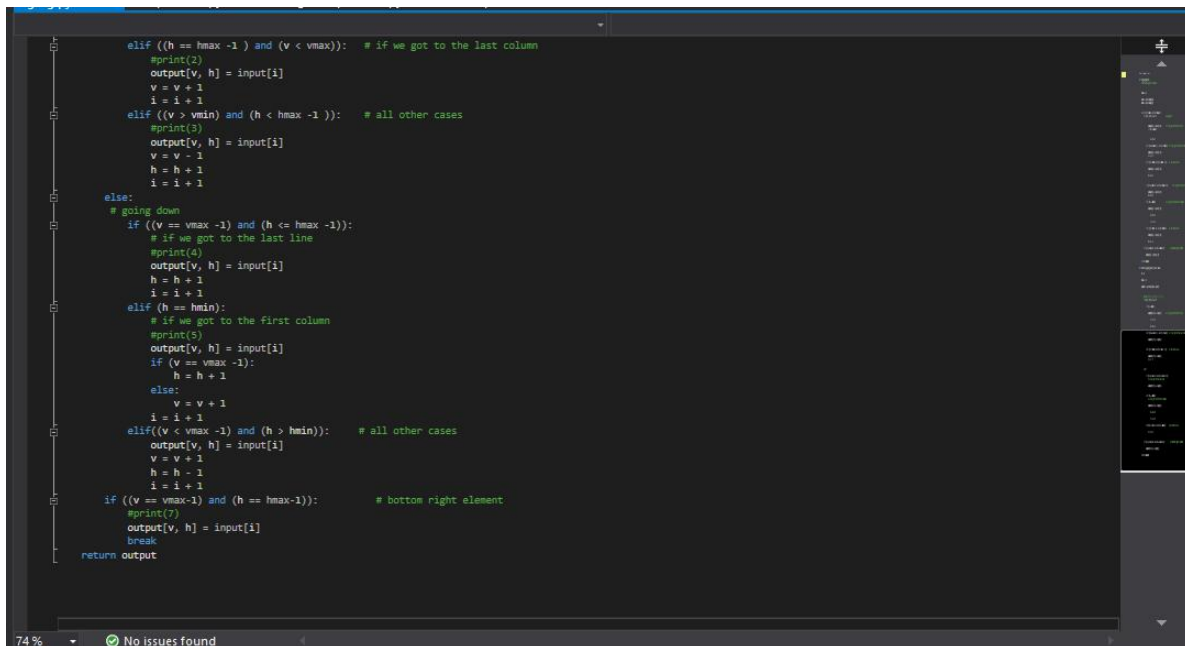 elif ((h == hmax -1 ) and (v < vmax)):   # if we got to the last column
#print(2)
output[v, h] = input[i]
v = v + 1
i = i + 1
elif ((v > vmin) and (h < hmax -1 )):   # all other cases
#print(3)
output[v, h] = input[i]
v = v - 1
h = h + 1
i = i + 1
else:
# going down
if ((v == vmax -1) and (h <= hmax -1)):
# if we got to the last line
#print(4)
output[v, h] = input[i]
h = h + 1
i = i + 1
elif (h == hmin):
# if we got to the first column
#print(5)
output[v, h] = input[i]
if (v == vmax -1):
h = h + 1
else:
v = v + 1
i = i + 1
elif((v < vmax -1) and (h > hmin)):   # all other cases
output[v, h] = input[i]
v = v + 1
h = h - 1
i = i + 1
if ((v == vmax-1) and (h == hmax-1)):   # bottom right element
#print(7)
output[v, h] = input[i]
break
return output
74 %   No issues found